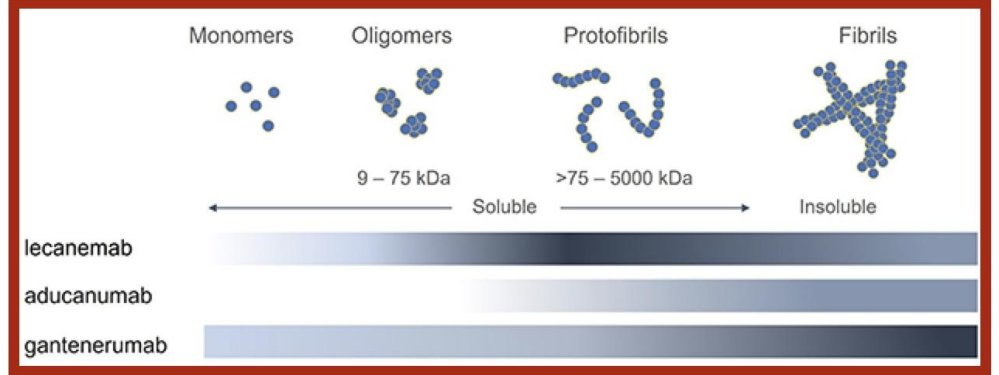 Monomers Oligomers Protofibrils Fibrils
9 – 75 kDa >75 – 5000 kDa
Soluble Insoluble
lecanemab
aducanumab
gantenerumab